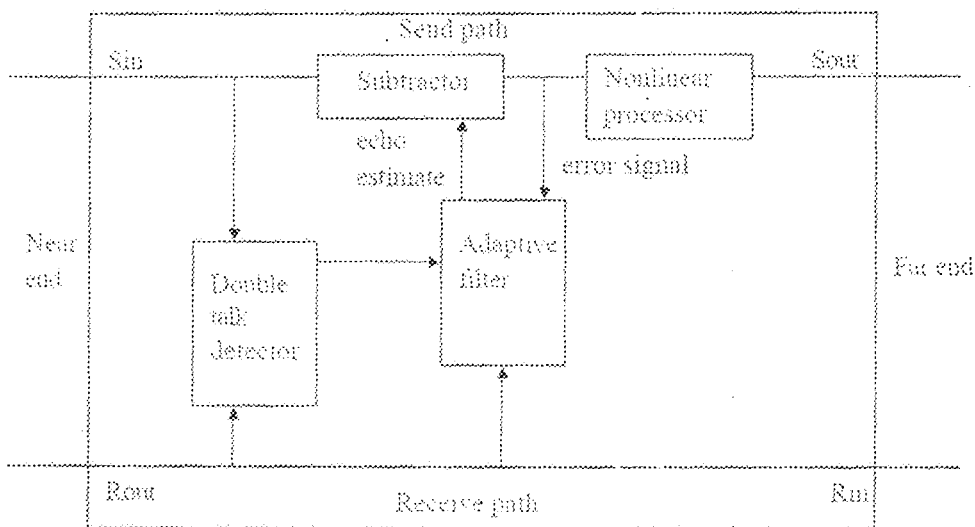 Send path
Sin
Sout
Subtractor
Nonlinear
processor
echo
estimate
error signal
Near
end
Adaptive
filter
Double
talk
detector
Far end
Rout
Receive path
Rin